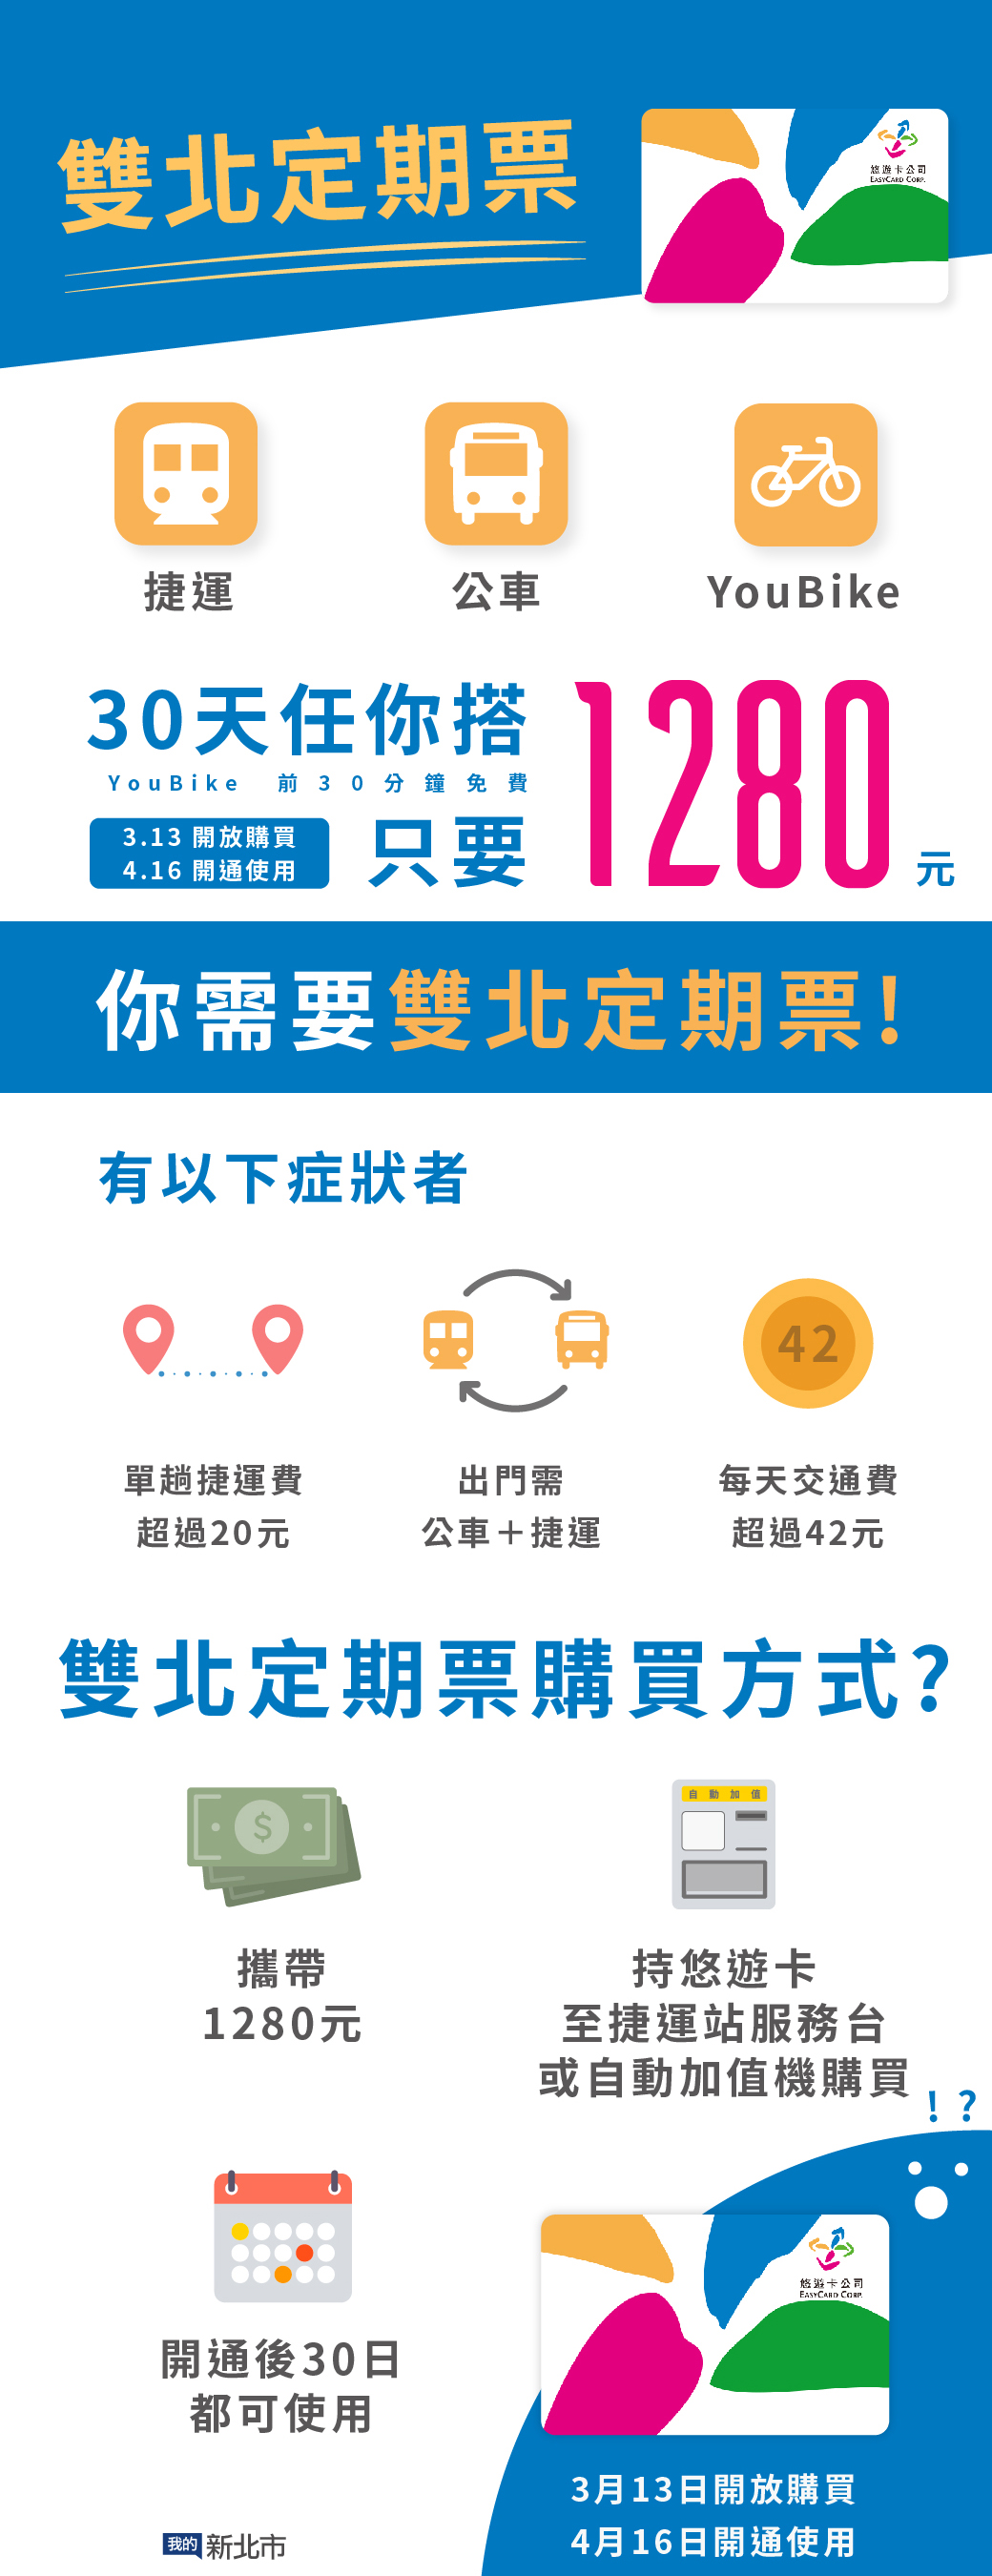 雙北定期票
悠遊卡公司
EASYCARD CORP.
捷運
公車
YouBike
30天任你搭
YouBike 前30分鐘免費
3.13 開放購買
4.16 開通使用
只要
1280元
你需要雙北定期票!
有以下症狀者
42
單趟捷運費
超過20元
出門需
公車＋捷運
每天交通費
超過42元
雙北定期票購買方式?
$
自動加值
攜帶
1280元
持悠遊卡
至捷運站服務台
或自動加值機購買
!?
開通後30日
都可使用
悠遊卡公司
EASYCARD CORP.
3月13日開放購買
4月16日開通使用
我的新北市